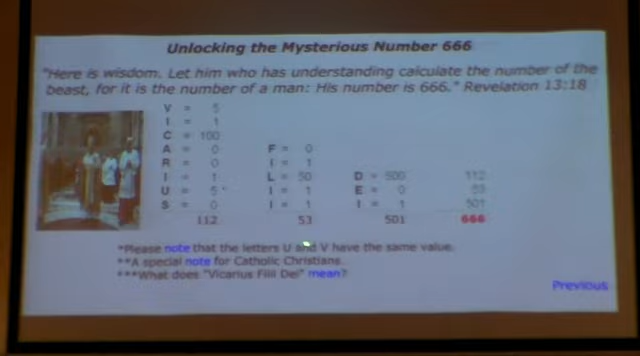 Unlocking the Mysterious Number 666
"Here is wisdom. Let him who has understanding calculate the number of the
beast, for it is the number of a man: His number is 666." Revelation 13:18
V = 5
I = 1
C = 100
A = 0 F = 0
R = 0 I = 1
I = 1 L = 50 D = 500 112
U = 5* I = 1 E = 0 53
S = 0 I = 1 I = 1 501
112 53 501 666
*Please note that the letters U and V have the same value.
**A special note for Catholic Christians.
***What does "Vicarius Filii Dei" mean?
Previous